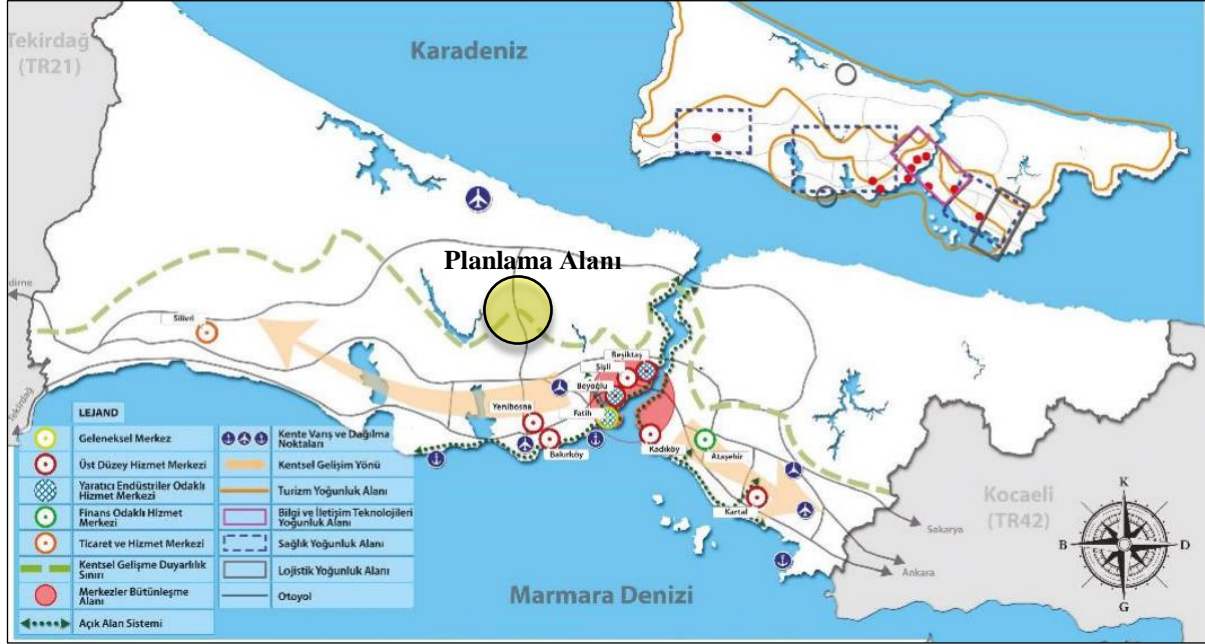 Tekirdağ
(TR21)
Karadeniz
Planlama Alanı
Silivri
Beşiktaş
Şişli
Beyoğlu
Fatih
Yenibosna
Bakırköy
Kadıköy
Ataşehir
Kartal
dirne
Tekirdağ
Kocaeli
(TR42)
Sakarya
Ankara
Marmara Denizi
K
B
D
G
LEJAND
Geleneksel Merkez
Üst Düzey Hizmet Merkezi
Yaratıcı Endüstriler Odaklı
Hizmet Merkezi
Finans Odaklı Hizmet
Merkezi
Ticaret ve Hizmet Merkezi
Kentsel Gelişme Duyarlılık
Sınırı
Merkezler Bütünleşme
Alanı
Açık Alan Sistemi
Kente Varış ve Dağılma
Noktaları
Kentsel Gelişim Yönü
Turizm Yoğunluk Alanı
Bilgi ve İletişim Teknolojileri
Yoğunluk Alanı
Sağlık Yoğunluk Alanı
Lojistik Yoğunluk Alanı
Otoyol